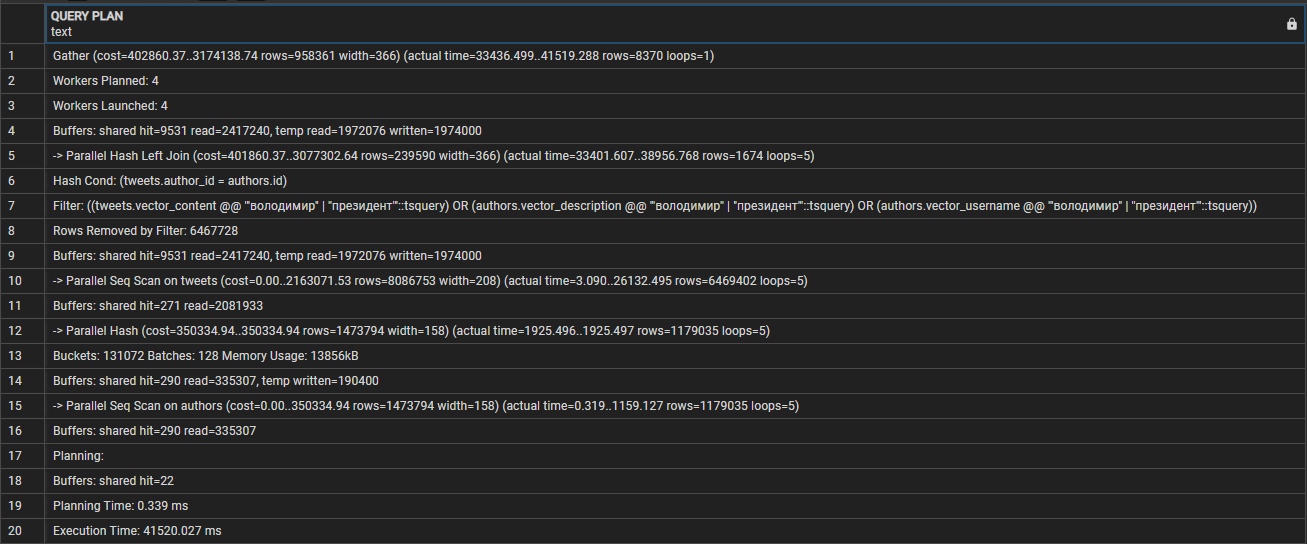 QUERY PLAN
text
1 Gather (cost=402860.37..3174138.74 rows=958361 width=366) (actual time=33436.499..41519.288 rows=8370 loops=1)
2 Workers Planned: 4
3 Workers Launched: 4
4 Buffers: shared hit=9531 read=2417240, temp read=1972076 written=1974000
5 -> Parallel Hash Left Join (cost=401860.37..3077302.64 rows=239590 width=366) (actual time=33401.607..38956.768 rows=1674 loops=5)
6 Hash Cond: (tweets.author_id = authors.id)
7 Filter: ((tweets.vector_content @@ '''володимир'' | ''президент'''::tsquery) OR (authors.vector_description @@ '''володимир'' | ''президент'''::tsquery) OR (authors.vector_username @@ '''володимир'' | ''президент'''::tsquery))
8 Rows Removed by Filter: 6467728
9 Buffers: shared hit=9531 read=2417240, temp read=1972076 written=1974000
10 -> Parallel Seq Scan on tweets (cost=0.00..2163071.53 rows=8086753 width=208) (actual time=3.090..26132.495 rows=6469402 loops=5)
11 Buffers: shared hit=271 read=2081933
12 -> Parallel Hash (cost=350334.94..350334.94 rows=1473794 width=158) (actual time=1925.496..1925.497 rows=1179035 loops=5)
13 Buckets: 131072 Batches: 128 Memory Usage: 13856kB
14 Buffers: shared hit=290 read=335307, temp written=190400
15 -> Parallel Seq Scan on authors (cost=0.00..350334.94 rows=1473794 width=158) (actual time=0.319..1159.127 rows=1179035 loops=5)
16 Buffers: shared hit=290 read=335307
17 Planning:
18 Buffers: shared hit=22
19 Planning Time: 0.339 ms
20 Execution Time: 41520.027 ms